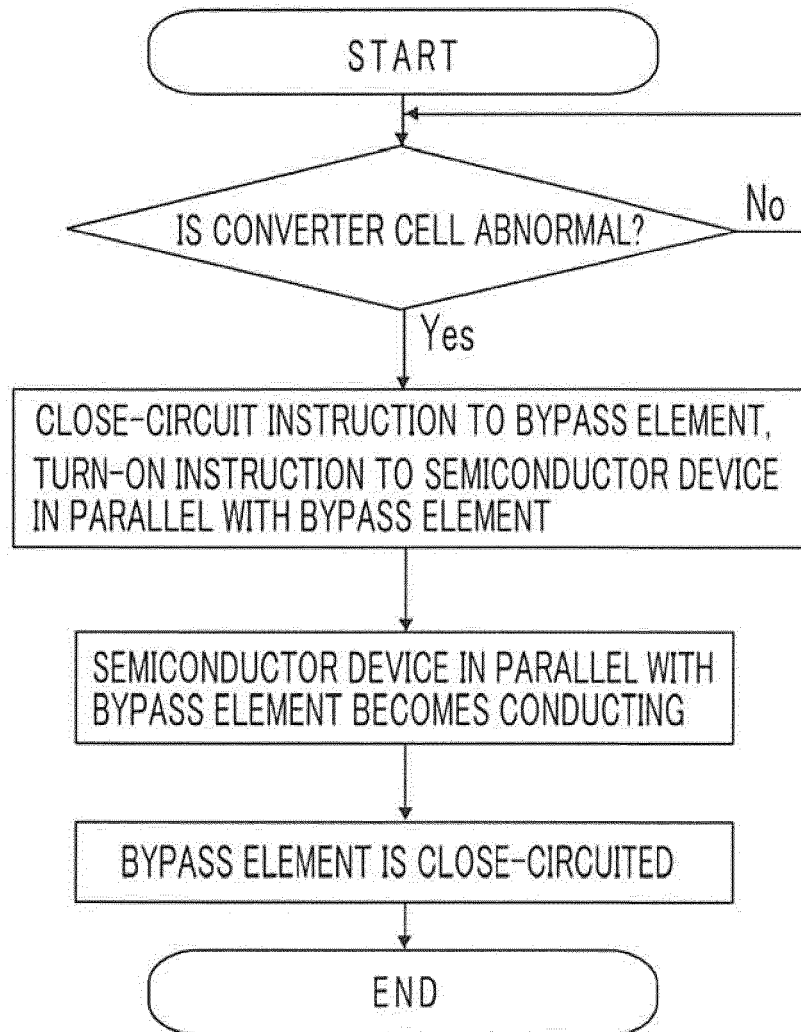 START
IS CONVERTER CELL ABNORMAL?
No
Yes
CLOSE-CIRCUIT INSTRUCTION TO BYPASS ELEMENT,
TURN-ON INSTRUCTION TO SEMICONDUCTOR DEVICE
IN PARALLEL WITH BYPASS ELEMENT
SEMICONDUCTOR DEVICE IN PARALLEL WITH
BYPASS ELEMENT BECOMES CONDUCTING
BYPASS ELEMENT IS CLOSE-CIRCUITED
END